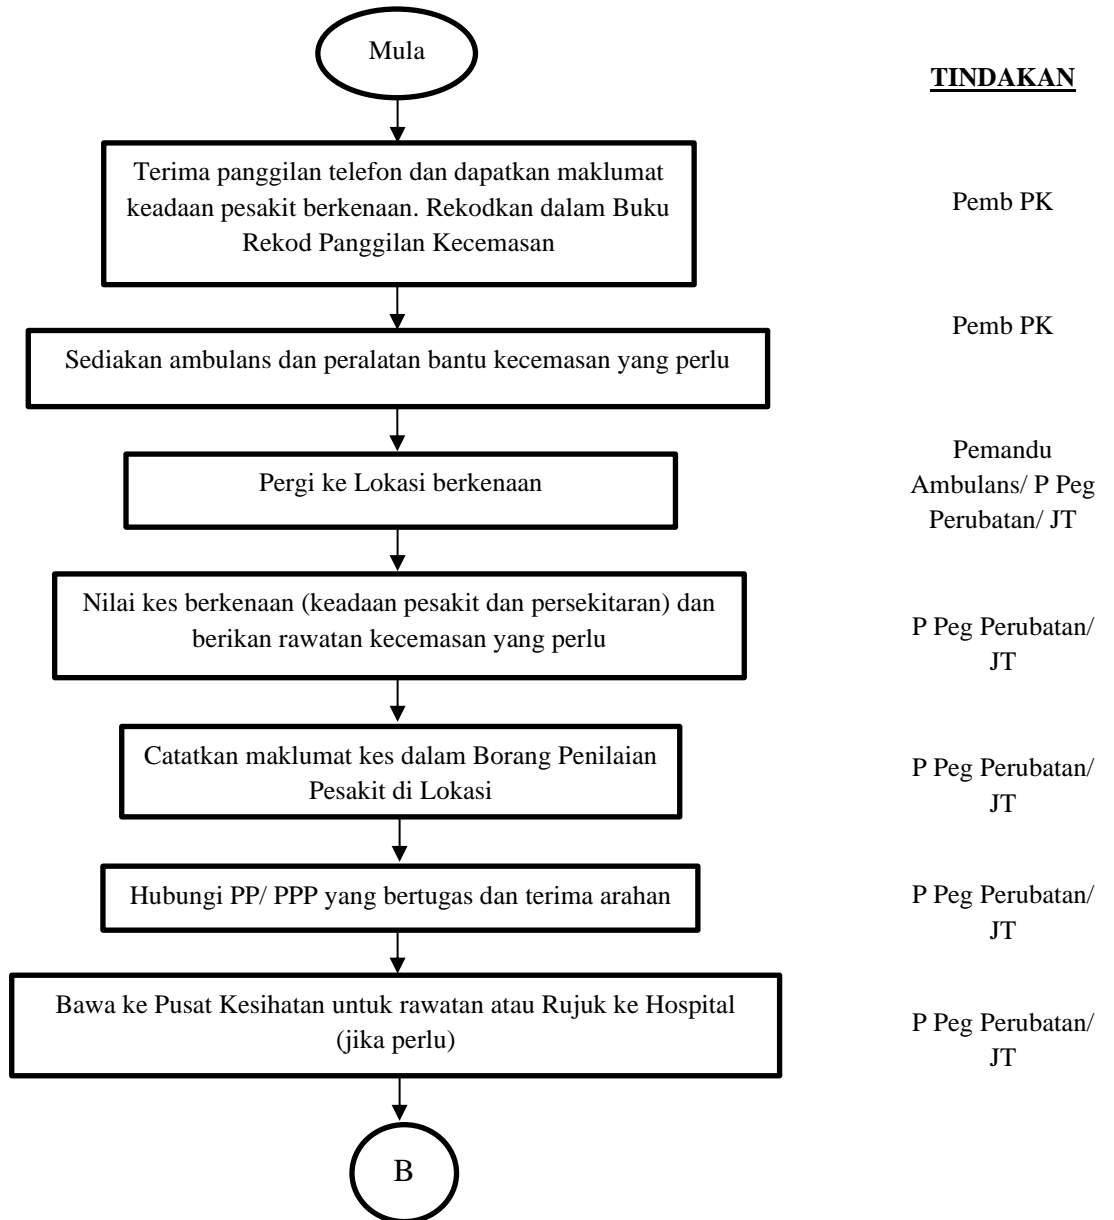 Mula
TINDAKAN
Terima panggilan telefon dan dapatkan maklumat
keadaan pesakit berkenaan. Rekodkan dalam Buku
Rekod Panggilan Kecemasan
Pemb PK
Sediakan ambulans dan peralatan bantu kecemasan yang perlu
Pemb PK
Pergi ke Lokasi berkenaan
Pemandu
Ambulans/ P Peg
Perubatan/ JT
Nilai kes berkenaan (keadaan pesakit dan persekitaran) dan
berikan rawatan kecemasan yang perlu
P Peg Perubatan/
JT
Catatkan maklumat kes dalam Borang Penilaian
Pesakit di Lokasi
P Peg Perubatan/
JT
Hubungi PP/ PPP yang bertugas dan terima arahan
P Peg Perubatan/
JT
Bawa ke Pusat Kesihatan untuk rawatan atau Rujuk ke Hospital
(jika perlu)
P Peg Perubatan/
JT
B